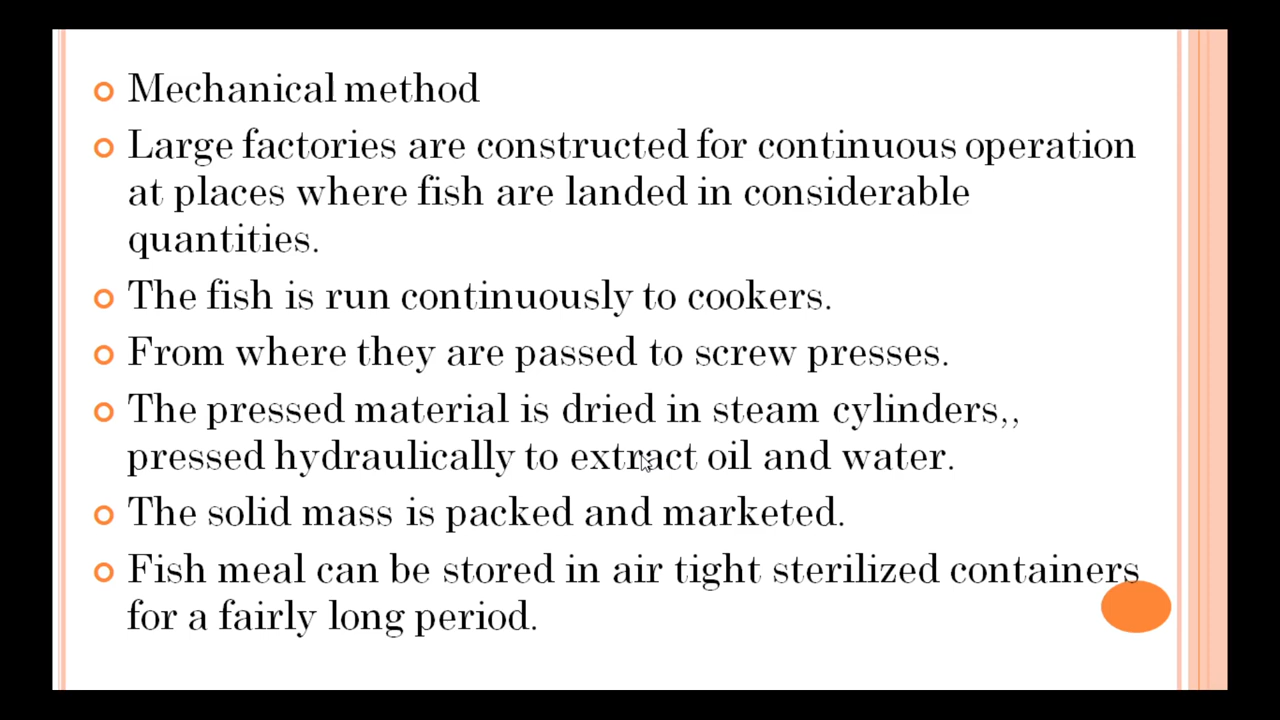 Mechanical method
Large factories are constructed for continuous operation
at places where fish are landed in considerable
quantities.
The fish is run continuously to cookers.
From where they are passed to screw presses.
The pressed material is dried in steam cylinders,,
pressed hydraulically to extract oil and water.
The solid mass is packed and marketed.
Fish meal can be stored in air tight sterilized containers
for a fairly long period.